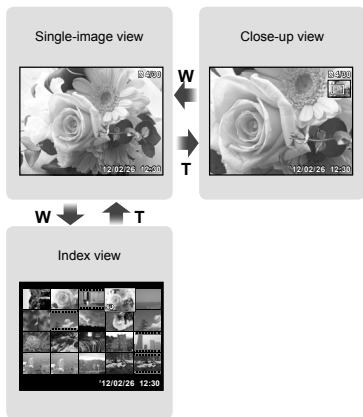 Single-image view
Close-up view
4/30
'12/02/26 12:30
W
T
4/30
'12/02/26 12:30
W
T
Index view
'12/02/26 12:30